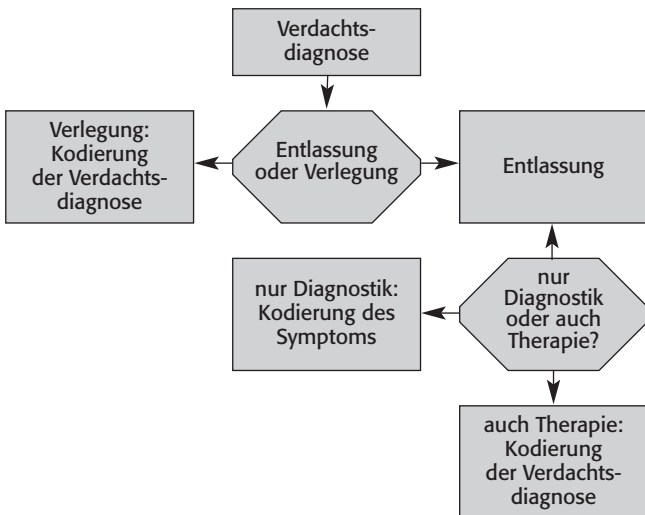 Verdachts-
diagnose
Verlegung:
Kodierung
der Verdachts-
diagnose
Entlassung
oder Verlegung
Entlassung
nur Diagnostik:
Kodierung des
Symptoms
nur
Diagnostik
oder auch
Therapie?
auch Therapie:
Kodierung
der Verdachts-
diagnose